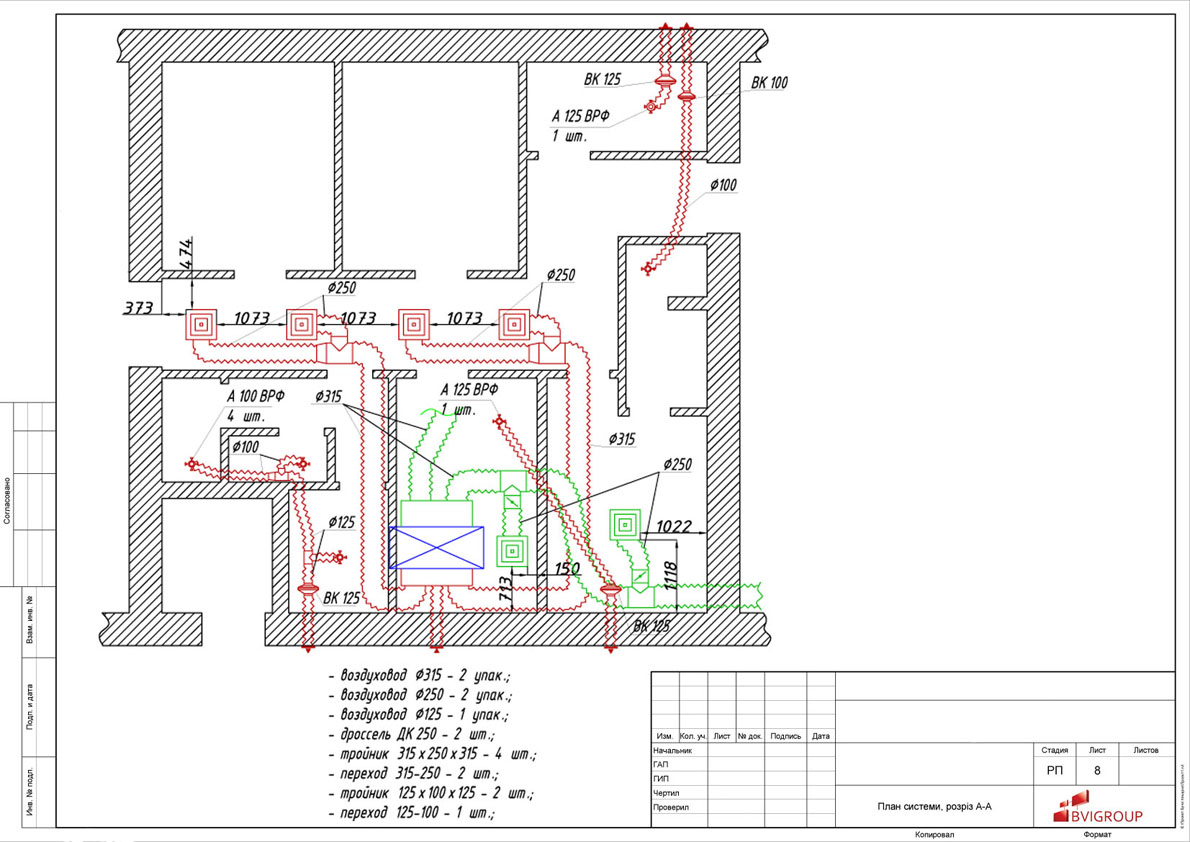 ВК 125
ВК 100
А 125 ВРФ
1 шт.
Ø100
474
373
Ø250
Ø250
1073
1073
1073
А 100 ВРФ
4 шт.
Ø315
А 125 ВРФ
1 шт.
Ø100
Ø315
Ø250
Ø125
1022
150
713
1118
ВК 125
ВК 125
- воздуховод Ø315 - 2 упак.;
- воздуховод Ø250 - 2 упак.;
- воздуховод Ø125 - 1 упак.;
- дроссель ДК 250 - 2 шт.;
- тройник 315 х 250 х 315 - 4 шт.;
- переход 315-250 - 2 шт.;
- тройник 125 х 100 х 125 - 2 шт.;
- переход 125-100 - 1 шт.;
Согласовано
Взам. инв. №
Подп. и дата
Инв. № подл.
Изм. Кол. уч. Лист № док. Подпись Дата
Начальник
ГАП
ГИП
Чертил
Проверил
Стадия Лист Листов
РП 8
План системи, розріз А-А
BVIGROUP
Копировал Формат